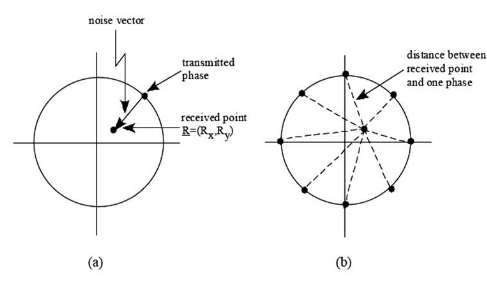 noise vector
transmitted
phase
received point
R=(Rx,Ry)
(a)
distance between
received point
and one phase
(b)